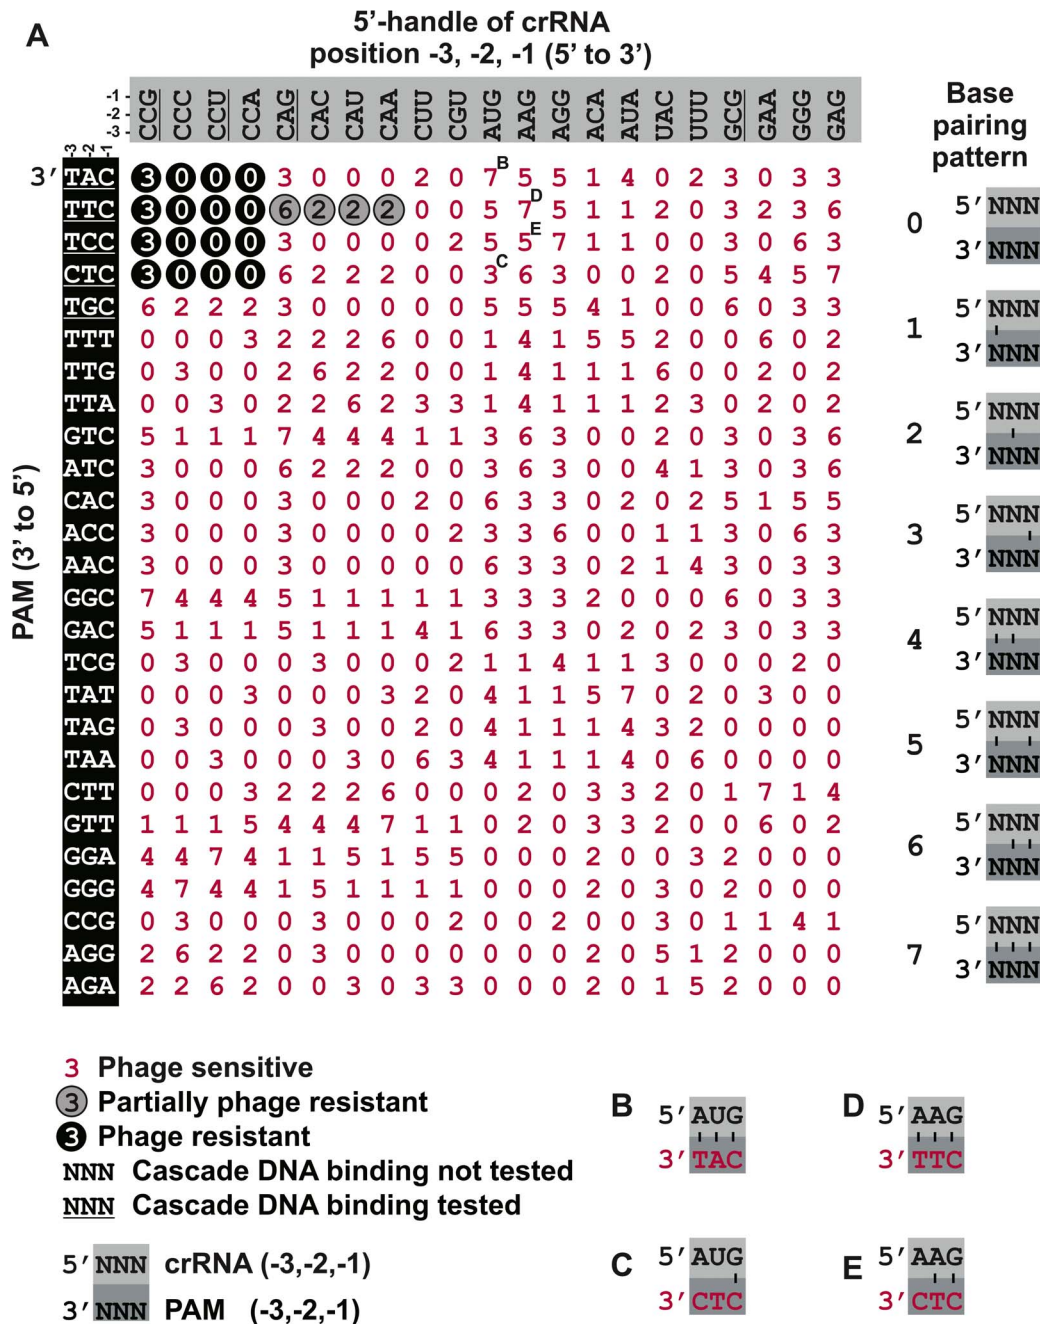 A
5'-handle of crRNA
position -3, -2, -1 (5' to 3')
-1
-2
-3
CCG CCC CCU CCA CAG CAC CAU CAA CUU CGU AUG AAG AGG ACA AUA UAC UUU GCG GAA GGG GAG
-3 -2 -1
PAM (3' to 5')
3' TAC 3 0 0 0 3 0 0 0 2 0 7 B 5 5 1 4 0 2 3 0 3 3
TTC 3 0 0 0 6 2 2 2 0 0 5 7 D 5 1 1 2 0 3 2 3 6
TCC 3 0 0 0 3 0 0 0 0 2 5 5 E 7 1 1 0 0 3 0 6 3
CTC 3 0 0 0 6 2 2 2 0 0 3 C 6 3 0 0 2 0 5 4 5 7
TGC 6 2 2 2 3 0 0 0 0 0 5 5 5 4 1 0 0 6 0 3 3
TTT 0 0 0 3 2 2 2 6 0 0 1 4 1 5 5 2 0 0 6 0 2
TTG 0 3 0 0 2 6 2 2 0 0 1 4 1 1 1 6 0 0 2 0 2
TTA 0 0 3 0 2 2 6 2 3 3 1 4 1 1 1 2 3 0 2 0 2
GTC 5 1 1 1 7 4 4 4 1 1 3 6 3 0 0 2 0 3 0 3 6
ATC 3 0 0 0 6 2 2 2 0 0 3 6 3 0 0 4 1 3 0 3 6
CAC 3 0 0 0 3 0 0 0 2 0 6 3 3 0 2 0 2 5 1 5 5
ACC 3 0 0 0 3 0 0 0 0 2 3 3 6 0 0 1 1 3 0 6 3
AAC 3 0 0 0 3 0 0 0 0 0 6 3 3 0 2 1 4 3 0 3 3
GGC 7 4 4 4 5 1 1 1 1 1 3 3 3 2 0 0 0 6 0 3 3
GAC 5 1 1 1 5 1 1 1 4 1 6 3 3 0 2 0 2 3 0 3 3
TCG 0 3 0 0 0 3 0 0 0 2 1 1 4 1 1 3 0 0 0 2 0
TAT 0 0 0 3 0 0 0 3 2 0 4 1 1 5 7 0 2 0 3 0 0
TAG 0 3 0 0 0 3 0 0 2 0 4 1 1 1 4 3 2 0 0 0 0
TAA 0 0 3 0 0 0 3 0 6 3 4 1 1 1 4 0 6 0 0 0 0
CTT 0 0 0 3 2 2 2 6 0 0 0 2 0 3 3 2 0 1 7 1 4
GTT 1 1 1 5 4 4 4 7 1 1 0 2 0 3 3 2 0 0 6 0 2
GGA 4 4 7 4 1 1 5 1 5 5 0 0 0 2 0 0 3 2 0 0 0
GGG 4 7 4 4 1 5 1 1 1 1 0 0 0 2 0 3 0 2 0 0 0
CCG 0 3 0 0 0 3 0 0 0 2 0 0 2 0 0 3 0 1 1 4 1
AGG 2 6 2 2 0 3 0 0 0 0 0 0 0 2 0 5 1 2 0 0 0
AGA 2 2 6 2 0 0 3 0 3 3 0 0 0 2 0 1 5 2 0 0 0
Base
pairing
pattern
0 5' NNN
3' NNN
1 5' NNN
3' NNN
2 5' NNN
3' NNN
3 5' NNN
3' NNN
4 5' NNN
3' NNN
5 5' NNN
3' NNN
6 5' NNN
3' NNN
7 5' NNN
3' NNN
3 Phage sensitive
3 Partially phage resistant
3 Phage resistant
NNN Cascade DNA binding not tested
NNN Cascade DNA binding tested
5' NNN crRNA (-3,-2,-1)
3' NNN PAM (-3,-2,-1)
B 5' AUG
3' TAC
D 5' AAG
3' TTC
C 5' AUG
3' CTC
E 5' AAG
3' CTC